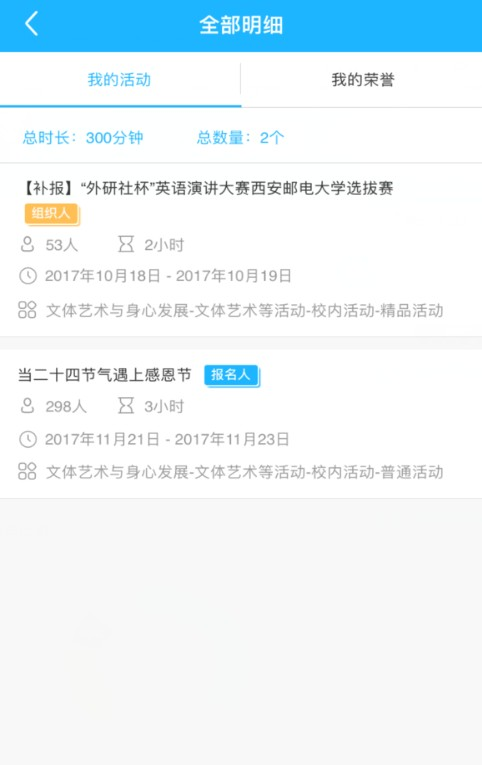 全部明细
我的活动 我的荣誉
总时长：300分钟 总数量：2个
【补报】“外研社杯”英语演讲大赛西安邮电大学选拔赛
组织人
53人 2小时
2017年10月18日 - 2017年10月19日
文体艺术与身心发展-文体艺术等活动-校内活动-精品活动
当二十四节气遇上感恩节 报名人
298人 3小时
2017年11月21日 - 2017年11月23日
文体艺术与身心发展-文体艺术等活动-校内活动-普通活动